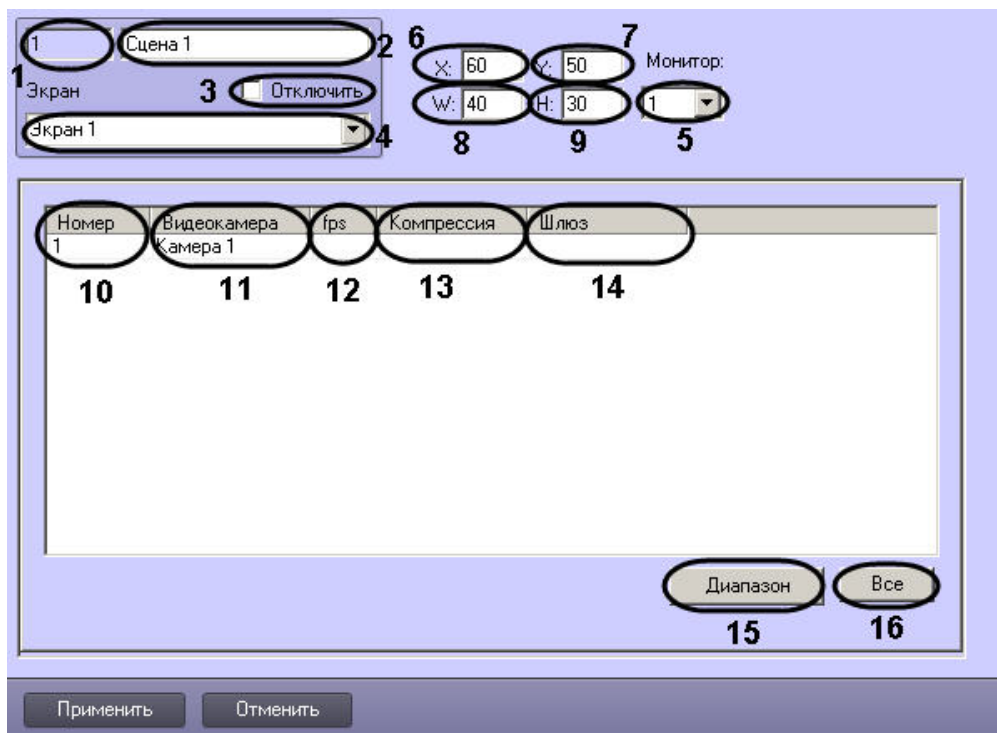 1 Сцена 1 2
1
Экран 3 Отключить
Экран 1 4
6 7
X: 60 Y: 50 Монитор:
W: 40 H: 30 1
8 9 5
Номер Видеокамера fps Компрессия Шлюз
1 Камера 1
10 11 12 13 14
Диапазон Все
15 16
Применить Отменить